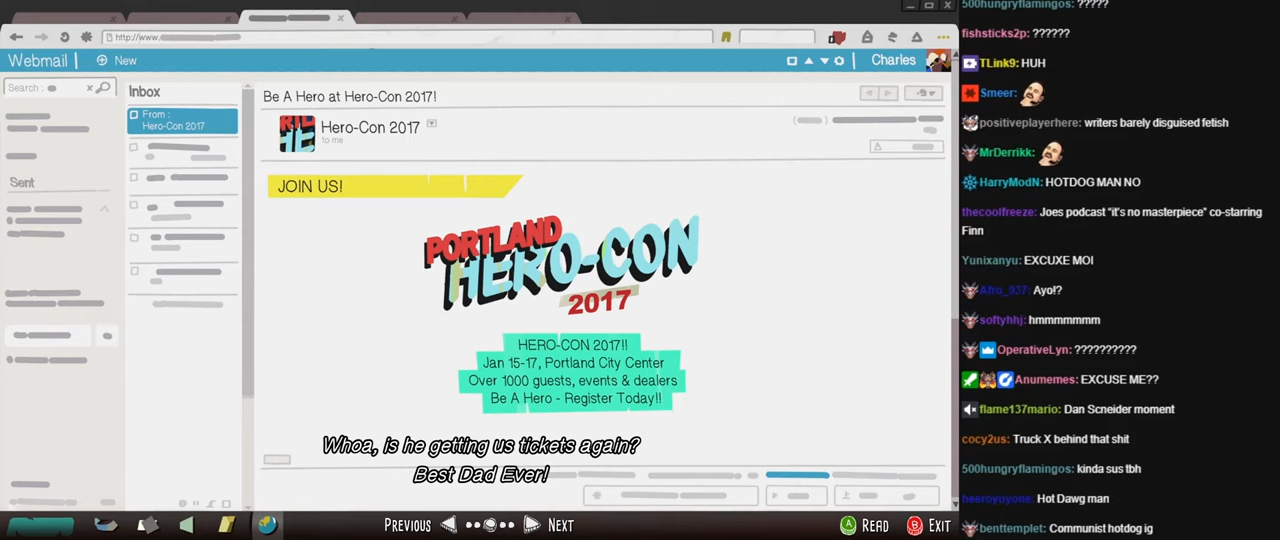 http://www.
Webmail
New
Charles
Search :
Inbox
From :
Hero-Con 2017
Sent
Be A Hero at Hero-Con 2017!
Hero-Con 2017
to me
JOIN US!
PORTLAND
HERO-CON
2017
HERO-CON 2017!!
Jan 15-17, Portland City Center
Over 1000 guests, events & dealers
Be A Hero - Register Today!!
Whoa, is he getting us tickets again?
Best Dad Ever!
PREVIOUS
NEXT
A READ
B EXIT
500hungryflamingos: ?????
fishsticks2p: ??????
TLink9: HUH
Smeer:
positiveplayerhere: writers barely disguised fetish
MrDerrikk:
HarryModN: HOTDOG MAN NO
thecoolfreeze: Joes podcast "it's no masterpiece" co-starring
Finn
Yunixanyu: EXCUXE MOI
Afro_937: Ayo!?
softyhhj: hmmmmmmm
OperativeLyn: ??????????
Anumemes: EXCUSE ME??
flame137mario: Dan Scneider moment
cocy2us: Truck X behind that shit
500hungryflamingos: kinda sus tbh
heeroyuyone: Hot Dawg man
benttemplet: Communist hotdog ig